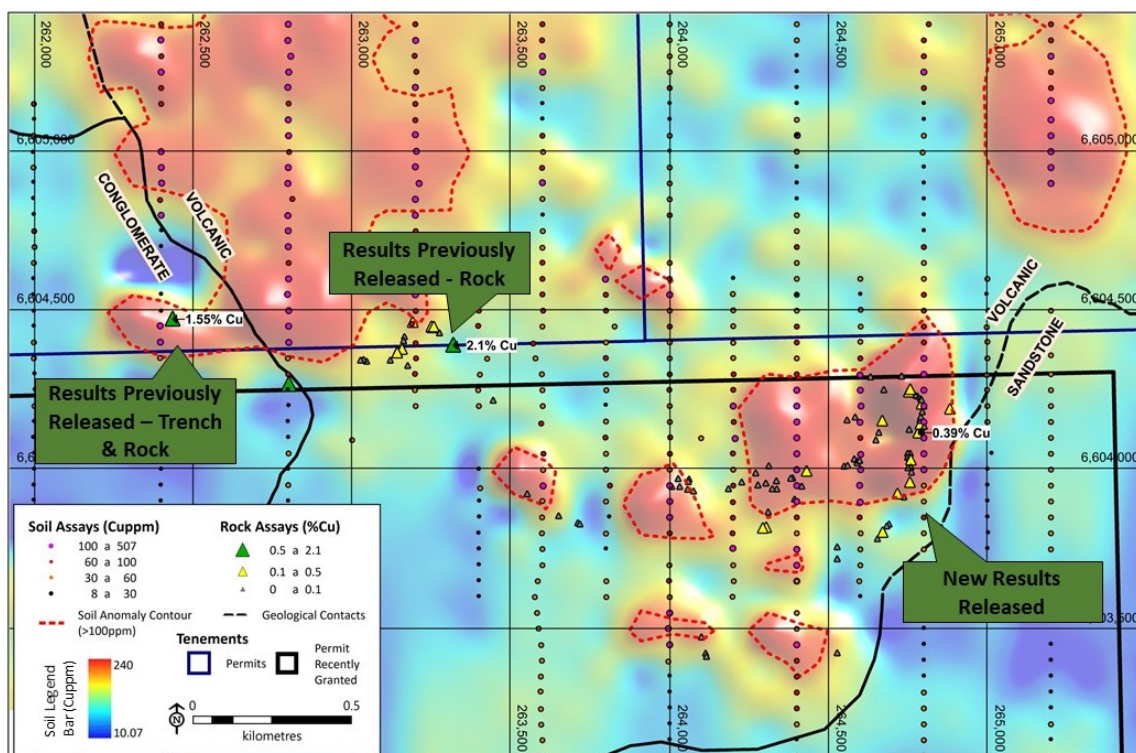 262,000
262,500
263,000
263,500
264,000
264,500
265,000
6,605,000
6,605,000
CONGLOMERATE
VOLCANIC
Results Previously
Released - Rock
VOLCANIC
SANDSTONE
6,604,500
6,604,500
1.55% Cu
2.1% Cu
Results Previously
Released – Trench
& Rock
0.39% Cu
6,604,000
New Results
Released
Soil Assays (Cuppm)
100 a 507
60 a 100
30 a 60
8 a 30
Soil Anomaly Contour
(>100ppm)
Rock Assays (%Cu)
0.5 a 2.1
0.1 a 0.5
0 a 0.1
Geological Contacts
Tenements
Permits
Permit
Recently
Granted
Soil Legend
Bar (Cuppm)
240
10.07
N
0
0.5
kilometres
263,500
264,000
264,500
265,000